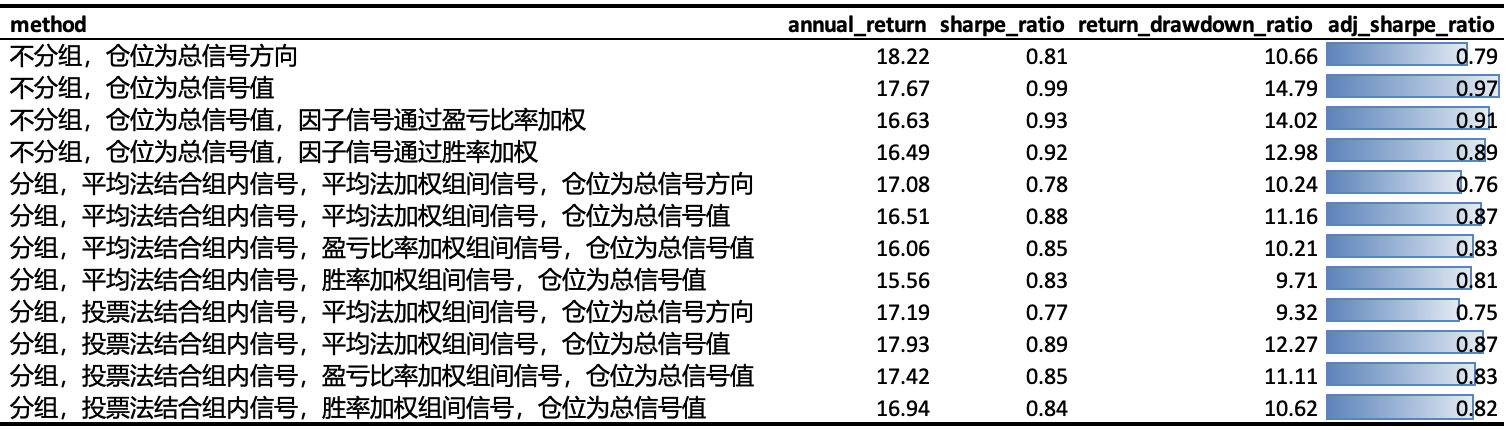 method annual_return sharpe_ratio return_drawdown_ratio adj_sharpe_ratio
不分组，仓位为总信号方向 18.22 0.81 10.66 0.79
不分组，仓位为总信号值 17.67 0.99 14.79 0.97
不分组，仓位为总信号值，因子信号通过盈亏比率加权 16.63 0.93 14.02 0.91
不分组，仓位为总信号值，因子信号通过胜率加权 16.49 0.92 12.98 0.89
分组，平均法结合组内信号，平均法加权组间信号，仓位为总信号方向 17.08 0.78 10.24 0.76
分组，平均法结合组内信号，平均法加权组间信号，仓位为总信号值 16.51 0.88 11.16 0.87
分组，平均法结合组内信号，盈亏比率加权组间信号，仓位为总信号值 16.06 0.85 10.21 0.83
分组，平均法结合组内信号，胜率加权组间信号，仓位为总信号值 15.56 0.83 9.71 0.81
分组，投票法结合组内信号，平均法加权组间信号，仓位为总信号方向 17.19 0.77 9.32 0.75
分组，投票法结合组内信号，平均法加权组间信号，仓位为总信号值 17.93 0.89 12.27 0.87
分组，投票法结合组内信号，盈亏比率加权组间信号，仓位为总信号值 17.42 0.85 11.11 0.83
分组，投票法结合组内信号，胜率加权组间信号，仓位为总信号值 16.94 0.84 10.62 0.82